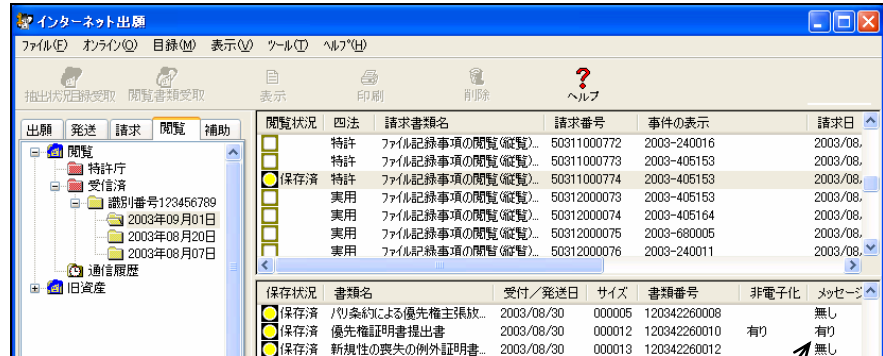 インターネット出願
ファイル(F) オンライン(O) 目録(M) 表示(V) ツール(T) ヘルプ(H)
抽出状況目録受取 閲覧書類受取 表示 印刷 削除 ヘルプ
出願 発送 請求 閲覧 補助
閲覧
特許庁
受信済
識別番号123456789
2003年09月01日
2003年08月20日
2003年08月07日
通信履歴
旧資産
閲覧状況 四法 請求書類名 請求番号 事件の表示 請求日
特許 ファイル記録事項の閲覧(縦覧)... 50311000772 2003-240016 2003/08
特許 ファイル記録事項の閲覧(縦覧)... 50311000773 2003-405153 2003/08
保存済 特許 ファイル記録事項の閲覧(縦覧)... 50311000774 2003-405153 2003/08
実用 ファイル記録事項の閲覧(縦覧)... 50312000073 2003-405153 2003/08
実用 ファイル記録事項の閲覧(縦覧)... 50312000074 2003-405164 2003/08
実用 ファイル記録事項の閲覧(縦覧)... 50312000075 2003-680005 2003/08
実用 ファイル記録事項の閲覧(縦覧)... 50312000076 2003-240011 2003/08
保存状況 書類名 受付/発送日 サイズ 書類番号 非電子化 メッセージ
保存済 パリ条約による優先権主張放... 2003/08/30 000005 120342260008 無し
保存済 優先権証明書提出書 2003/08/30 000012 120342260010 有り 有り
保存済 新規性の喪失の例外証明書... 2003/08/30 000013 120342260012 無し